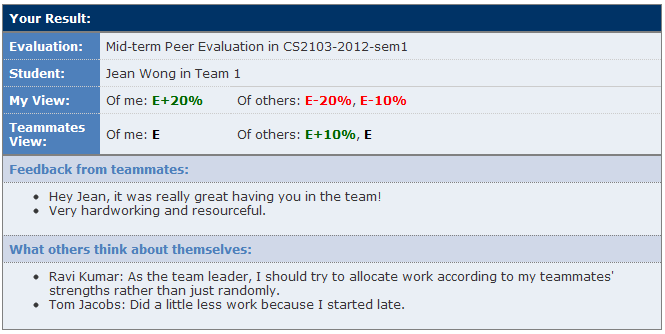 Your Result:
Evaluation: Mid-term Peer Evaluation in CS2103-2012-sem1
Student: Jean Wong in Team 1
My View: Of me: E+20% Of others: E-20%, E-10%
Teammates View: Of me: E Of others: E+10%, E
Feedback from teammates:
• Hey Jean, it was really great having you in the team!
• Very hardworking and resourceful.
What others think about themselves:
• Ravi Kumar: As the team leader, I should try to allocate work according to my teammates'
strengths rather than just randomly.
• Tom Jacobs: Did a little less work because I started late.